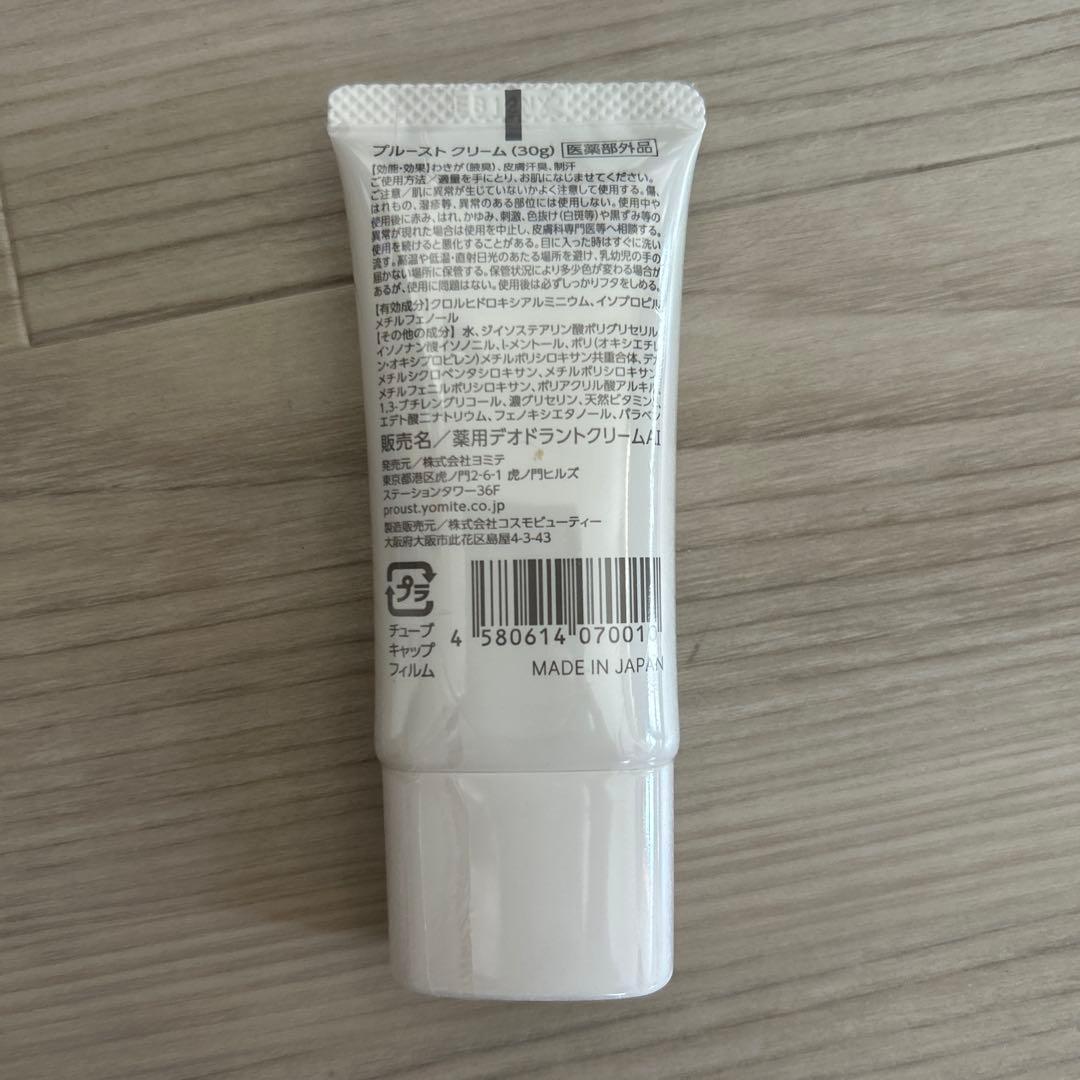 プルースト クリーム(30g) 医薬部外品
【効能・効果】わきが(腋臭)、皮膚汗臭、制汗
ご使用方法/適量を手にとり、お肌になじませてください。
ご注意/肌に異常が生じていないかよく注意して使用する。傷、
はれもの、湿疹等、異常のある部位には使用しない。使用中や
使用後に赤み、はれ、かゆみ、刺激、色抜け(白斑等)や黒ずみ等の
異常が現れた場合は使用を中止し、皮膚科専門医等へ相談する。
使用を続けると悪化することがある。目に入った時はすぐに洗い
流す。高温や低温・直射日光のあたる場所を避け、乳幼児の手の
届かない場所に保管する。保管状況により多少色が変わる場合が
あるが、使用に問題はない。使用後は必ずしっかりフタをしめる。
【有効成分】クロルヒドロキシアルミニウム、イソプロピル
メチルフェノール
【その他の成分】水、ジイソステアリン酸ポリグリセリル、
イソノナン酸イソノニル、l-メントール、ポリ(オキシエチレ
ン・オキシプロピレン)メチルポリシロキサン共重合体、デカ
メチルシクロペンタシロキサン、メチルポリシロキサン、
メチルフェニルポリシロキサン、ポリアクリル酸アルキル、
1,3-ブチレングリコール、濃グリセリン、天然ビタミンE、
エデト酸二ナトリウム、フェノキシエタノール、パラベン
販売名/薬用デオドラントクリームAI
発売元/株式会社ヨミテ
東京都港区虎ノ門2-6-1 虎ノ門ヒルズ
ステーションタワー36F
proust.yomite.co.jp
製造販売元/株式会社コスモビューティー
大阪府大阪市此花区島屋4-3-43
プラ
チューブ
キャップ
フィルム
4 580614 070010
MADE IN JAPAN